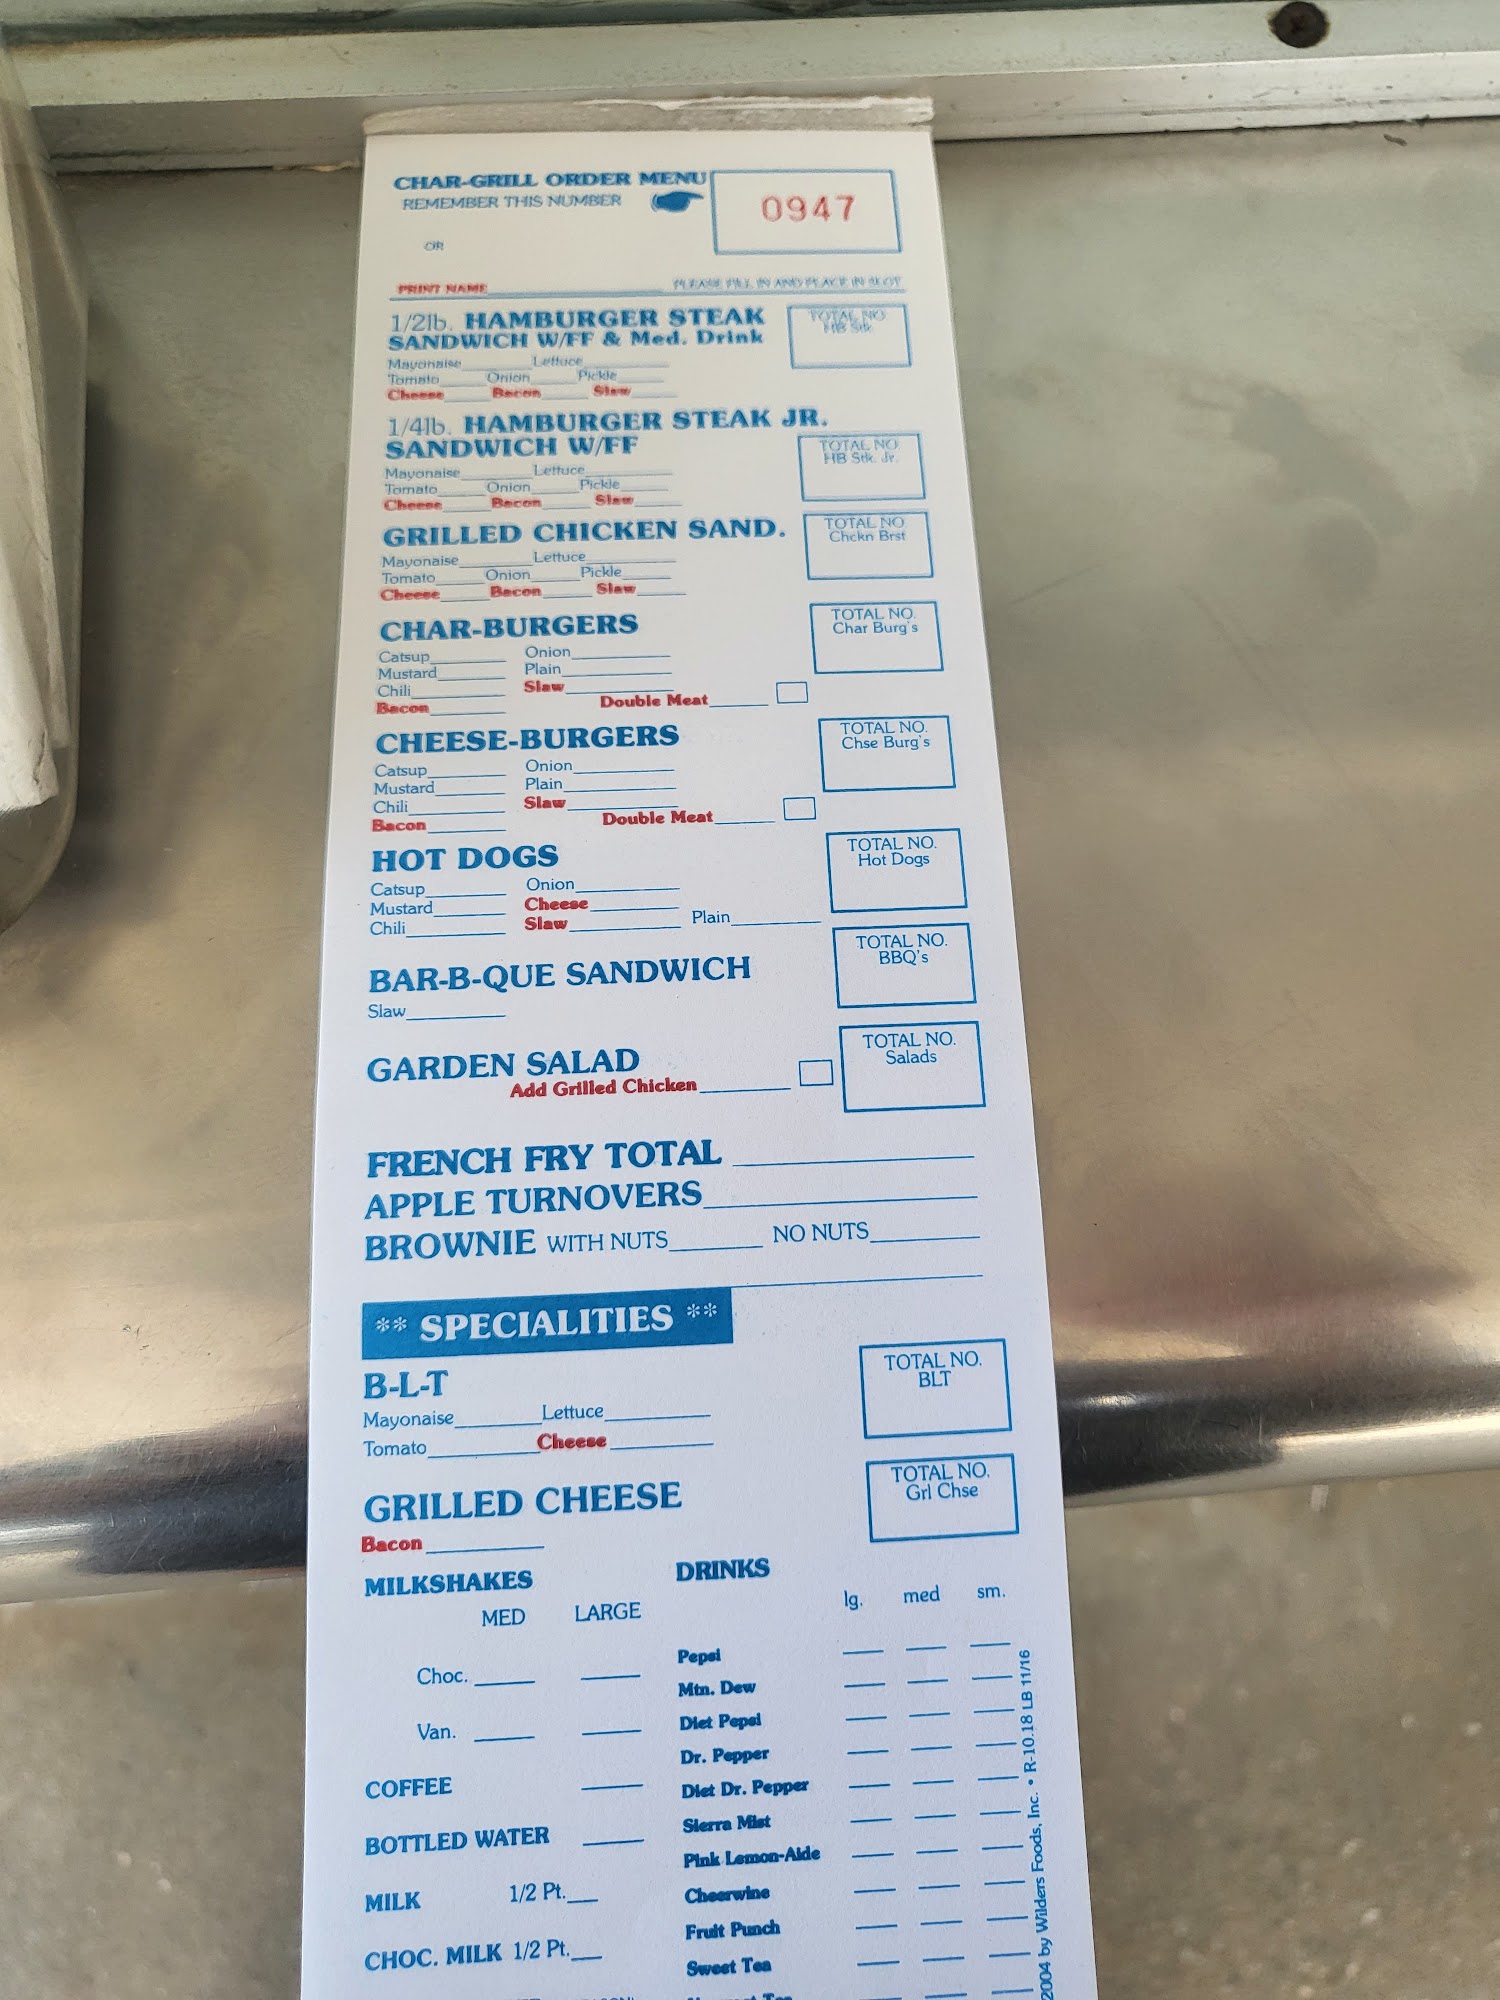 CHAR-GRILL ORDER MENU
REMEMBER THIS NUMBER
0947
OR
PRINT NAME PLEASE FILL IN AND PLACE IN SLOT
1/2lb. HAMBURGER STEAK
SANDWICH W/FF & Med. Drink
TOTAL NO
HB Stk
Mayonaise Lettuce
Tomato Onion Pickle
Cheese Bacon Slaw
1/4lb. HAMBURGER STEAK JR.
SANDWICH W/FF
TOTAL NO
HB Stk. Jr.
Mayonaise Lettuce
Tomato Onion Pickle
Cheese Bacon Slaw
GRILLED CHICKEN SAND.
TOTAL NO
Chckn Brst
Mayonaise Lettuce
Tomato Onion Pickle
Cheese Bacon Slaw
CHAR-BURGERS
TOTAL NO.
Char Burg's
Catsup Onion
Mustard Plain
Chili Slaw
Bacon Double Meat
CHEESE-BURGERS
TOTAL NO.
Chse Burg's
Catsup Onion
Mustard Plain
Chili Slaw
Bacon Double Meat
HOT DOGS
TOTAL NO.
Hot Dogs
Catsup Onion
Mustard Cheese
Chili Slaw Plain
BAR-B-QUE SANDWICH
TOTAL NO.
BBQ's
Slaw
GARDEN SALAD
TOTAL NO.
Salads
Add Grilled Chicken
FRENCH FRY TOTAL
APPLE TURNOVERS
BROWNIE WITH NUTS NO NUTS
** SPECIALITIES **
B-L-T
TOTAL NO.
BLT
Mayonaise Lettuce
Tomato Cheese
GRILLED CHEESE
TOTAL NO.
Grl Chse
Bacon
MILKSHAKES
MED LARGE
Choc.
Van.
COFFEE
BOTTLED WATER
MILK 1/2 Pt.
CHOC. MILK 1/2 Pt.
DRINKS
lg. med sm.
Pepsi
Mtn. Dew
Diet Pepsi
Dr. Pepper
Diet Dr. Pepper
Sierra Mist
Pink Lemon-Aide
Cheerwine
Fruit Punch
Sweet Tea
2004 by Wilders Foods, Inc. • R-10.18 LB 11/16